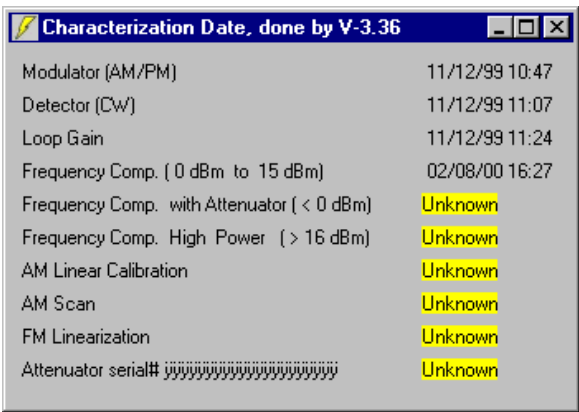 Characterization Date, done by V-3.36
Modulator (AM/PM) 11/12/99 10:47
Detector (CW) 11/12/99 11:07
Loop Gain 11/12/99 11:24
Frequency Comp. ( 0 dBm to 15 dBm) 02/08/00 16:27
Frequency Comp. with Attenuator ( < 0 dBm) Unknown
Frequency Comp. High Power ( > 16 dBm) Unknown
AM Linear Calibration Unknown
AM Scan Unknown
FM Linearization Unknown
Attenuator serial# ÿÿÿÿÿÿÿÿÿÿÿÿÿÿÿÿÿÿÿÿÿÿ Unknown